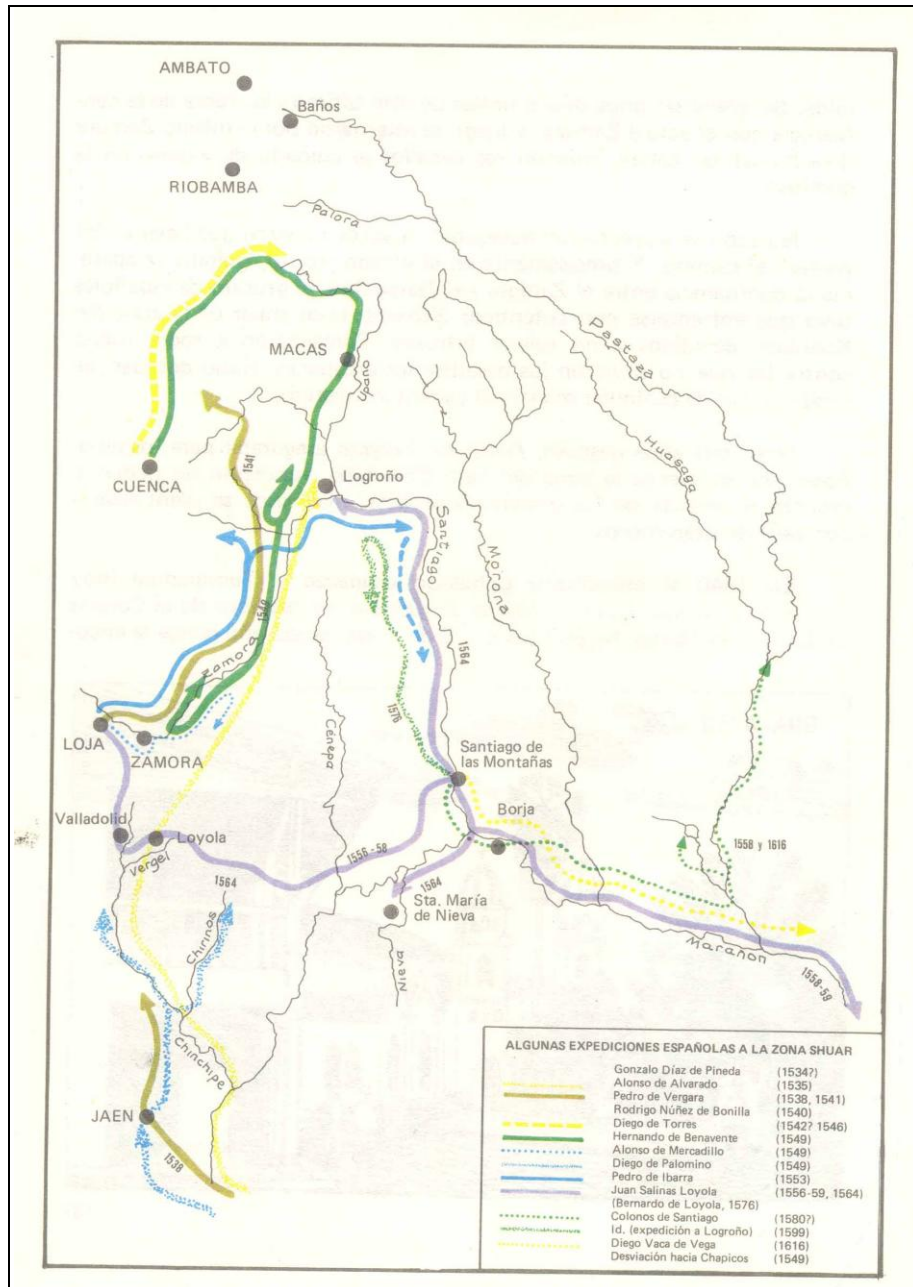 AMBATO
Baños
RIOBAMBA
Palora
Pastaza
MACAS
Upano
Huasaga
1541
CUENCA
Logroño
Santiago
Morona
1549
Zamora
1564
1576
LOJA
ZAMORA
Cénepa
Santiago de
las Montañas
Valladolid
Loyola
Borja
Vergel
1556-58
1558 y 1616
1564
1564
Sta. María
de Nieva
Chirinos
Nieva
Marañon
1558-59
Chinchipe
JAEN
1538
ALGUNAS EXPEDICIONES ESPAÑOLAS A LA ZONA SHUAR
Gonzalo Díaz de Pineda (1534?)
Alonso de Alvarado (1535)
Pedro de Vergara (1538, 1541)
Rodrigo Núñez de Bonilla (1540)
Diego de Torres (1542? 1546)
Hernando de Benavente (1549)
Alonso de Mercadillo (1549)
Diego de Palomino (1549)
Pedro de Ibarra (1553)
Juan Salinas Loyola (1556-59, 1564)
(Bernardo de Loyola, 1576)
Colonos de Santiago (1580?)
Id. (expedición a Logroño) (1599)
Diego Vaca de Vega (1616)
Desviación hacia Chapicos (1549)